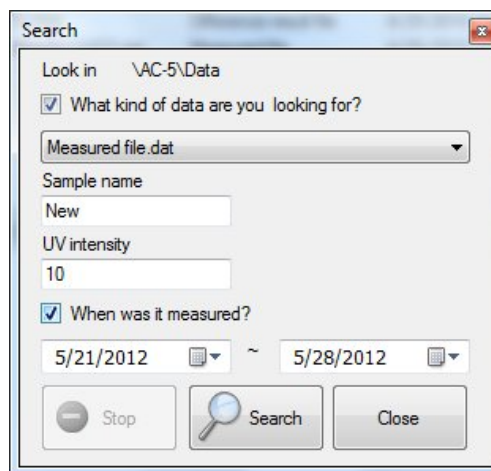 Search
Look in \AC-5\Data
What kind of data are you looking for?
Measured file.dat
Sample name
New
UV intensity
10
When was it measured?
5/21/2012 ~ 5/28/2012
Stop Search Close